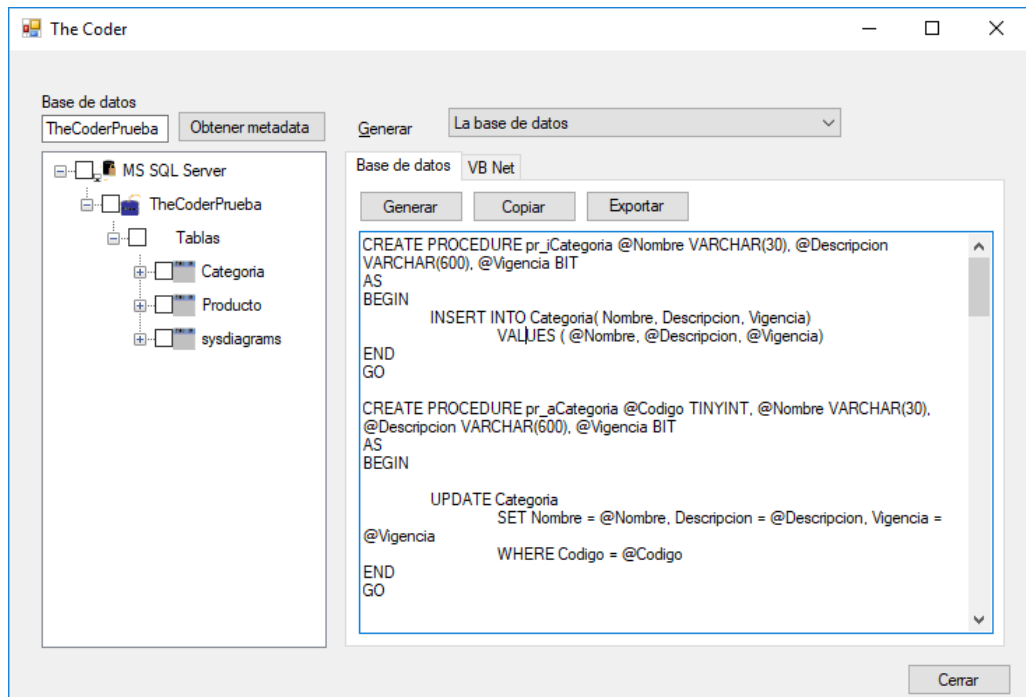 The Coder
Base de datos
TheCoderPrueba
Obtener metadata
Generar
La base de datos
MS SQL Server
TheCoderPrueba
Tablas
Categoria
Producto
sysdiagrams
Base de datos
VB Net
Generar
Copiar
Exportar
CREATE PROCEDURE pr_iCategoria @Nombre VARCHAR(30), @Descripcion
VARCHAR(600), @Vigencia BIT
AS
BEGIN
INSERT INTO Categoria( Nombre, Descripcion, Vigencia)
VALUES ( @Nombre, @Descripcion, @Vigencia)
END
GO
CREATE PROCEDURE pr_aCategoria @Codigo TINYINT, @Nombre VARCHAR(30),
@Descripcion VARCHAR(600), @Vigencia BIT
AS
BEGIN
UPDATE Categoria
SET Nombre = @Nombre, Descripcion = @Descripcion, Vigencia =
@Vigencia
WHERE Codigo = @Codigo
END
GO
Cerrar